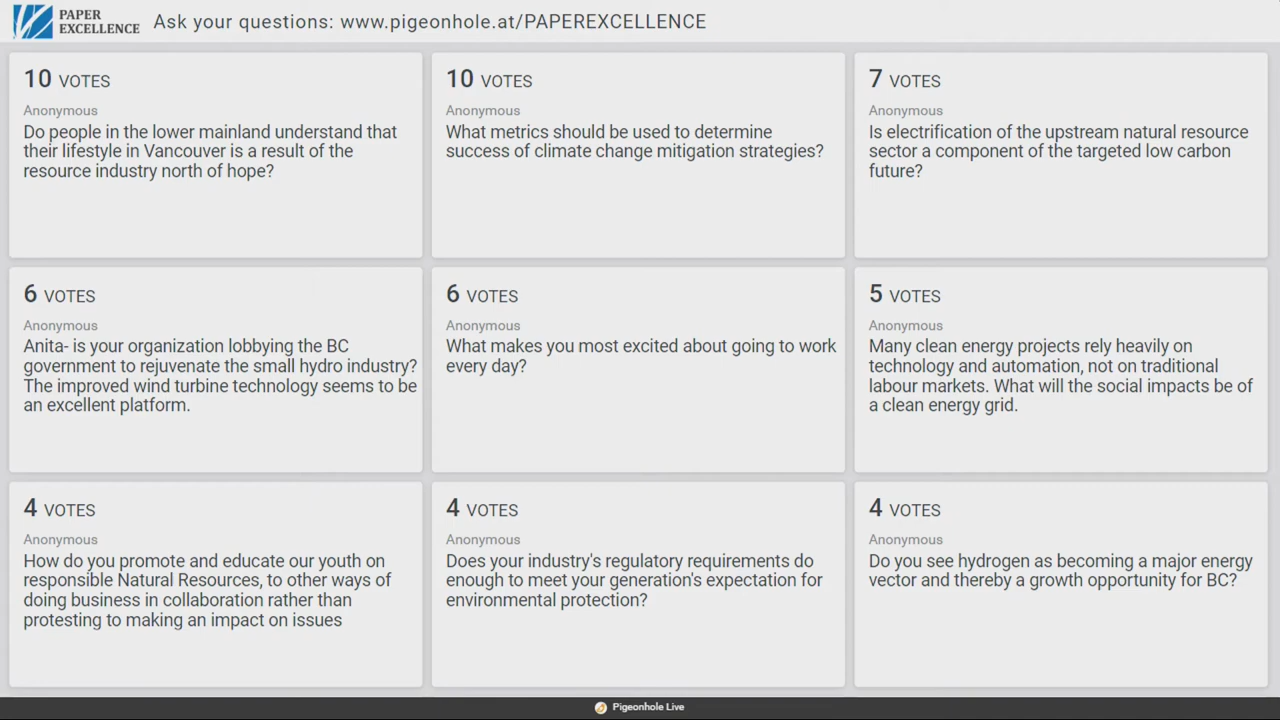 PAPER
EXCELLENCE
Ask your questions: www.pigeonhole.at/PAPEREXCELLENCE
10 VOTES
Anonymous
Do people in the lower mainland understand that
their lifestyle in Vancouver is a result of the
resource industry north of hope?
10 VOTES
Anonymous
What metrics should be used to determine
success of climate change mitigation strategies?
7 VOTES
Anonymous
Is electrification of the upstream natural resource
sector a component of the targeted low carbon
future?
6 VOTES
Anonymous
Anita- is your organization lobbying the BC
government to rejuvenate the small hydro industry?
The improved wind turbine technology seems to be
an excellent platform.
6 VOTES
Anonymous
What makes you most excited about going to work
every day?
5 VOTES
Anonymous
Many clean energy projects rely heavily on
technology and automation, not on traditional
labour markets. What will the social impacts be of
a clean energy grid.
4 VOTES
Anonymous
How do you promote and educate our youth on
responsible Natural Resources, to other ways of
doing business in collaboration rather than
protesting to making an impact on issues
4 VOTES
Anonymous
Does your industry's regulatory requirements do
enough to meet your generation's expectation for
environmental protection?
4 VOTES
Anonymous
Do you see hydrogen as becoming a major energy
vector and thereby a growth opportunity for BC?
Pigeonhole Live